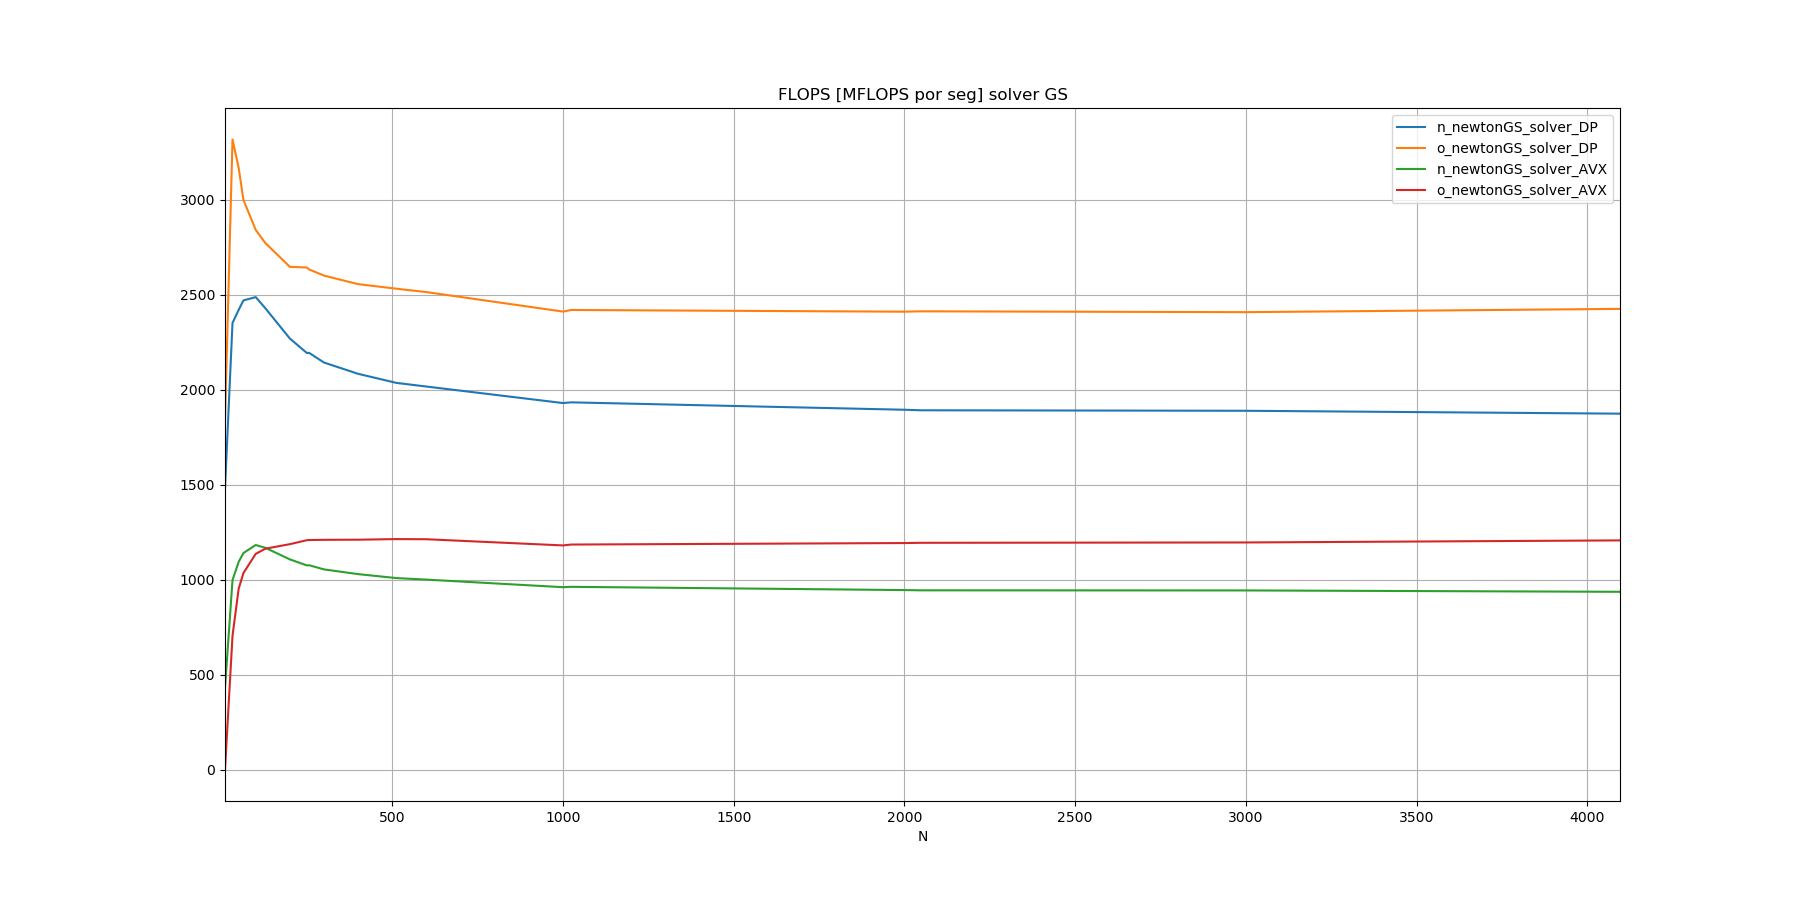 FLOPS [MFLOPS por seg] solver GS
n_newtonGS_solver_DP
o_newtonGS_solver_DP
n_newtonGS_solver_AVX
o_newtonGS_solver_AVX
3000
2500
2000
1500
1000
500
0
500 1000 1500 2000 2500 3000 3500 4000
N